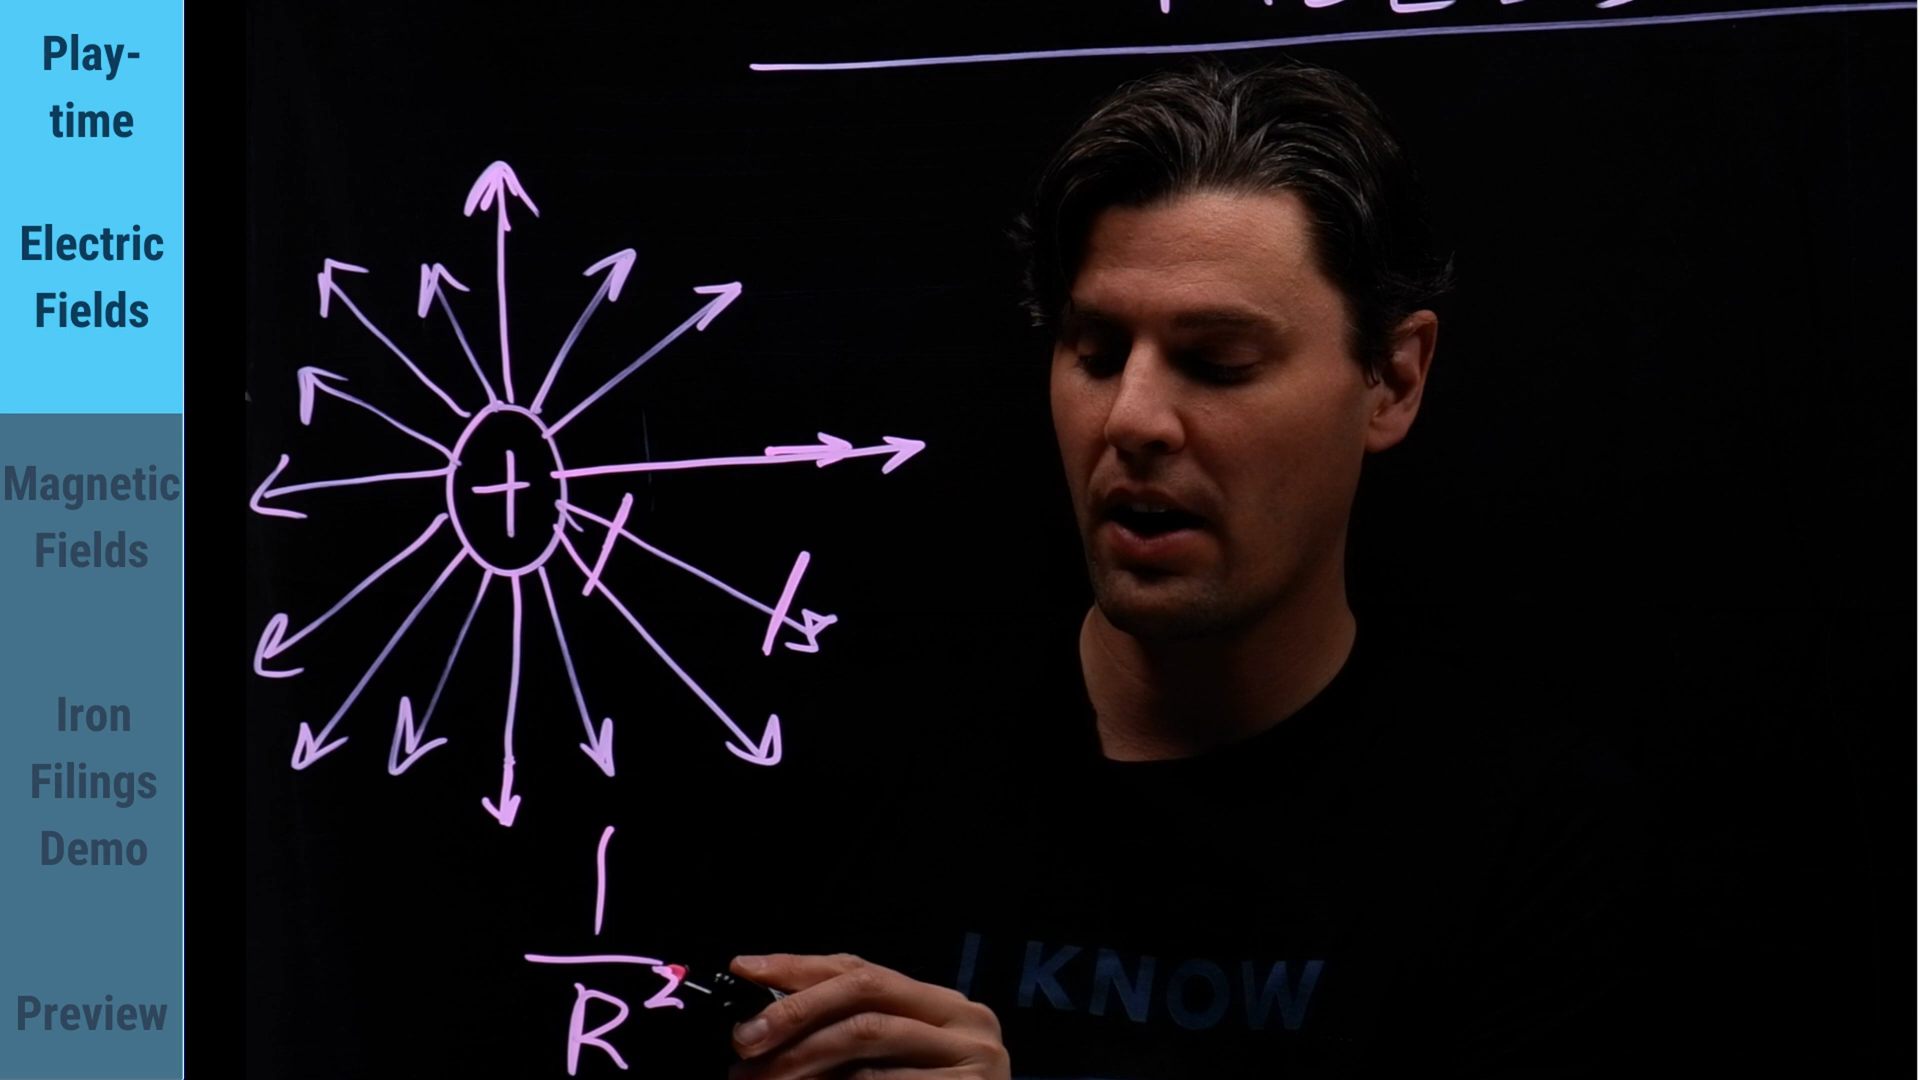 Play-
time
Electric
Fields
Magnetic
Fields
Iron
Filings
Demo
Preview
+
1
R²
I KNOW